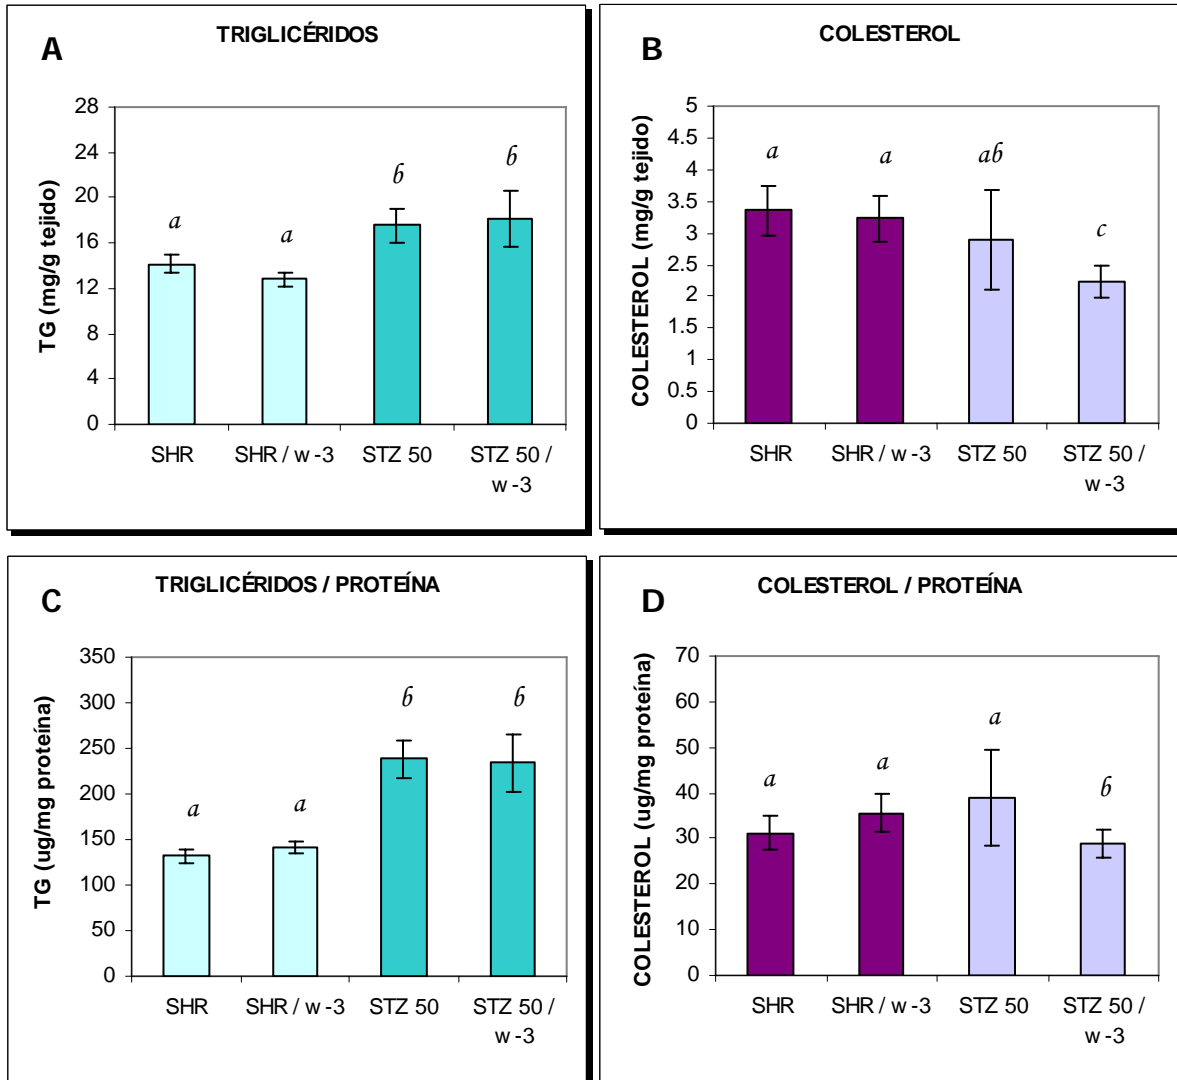 A
TRIGLICÉRIDOS
TG (mg/g tejido)
28
24
20
16
12
8
4
0
a
a
b
b
SHR
SHR / w -3
STZ 50
STZ 50 /
w -3
B
COLESTEROL
COLESTEROL (mg/g tejido)
5
4.5
4
3.5
3
2.5
2
1.5
1
0.5
0
a
a
ab
c
SHR
SHR / w -3
STZ 50
STZ 50 /
w -3
C
TRIGLICÉRIDOS / PROTEÍNA
TG (ug/mg proteína)
350
300
250
200
150
100
50
0
a
a
b
b
SHR
SHR / w -3
STZ 50
STZ 50 /
w -3
D
COLESTEROL / PROTEÍNA
COLESTEROL (ug/mg proteína)
70
60
50
40
30
20
10
0
a
a
a
b
SHR
SHR / w -3
STZ 50
STZ 50 /
w -3